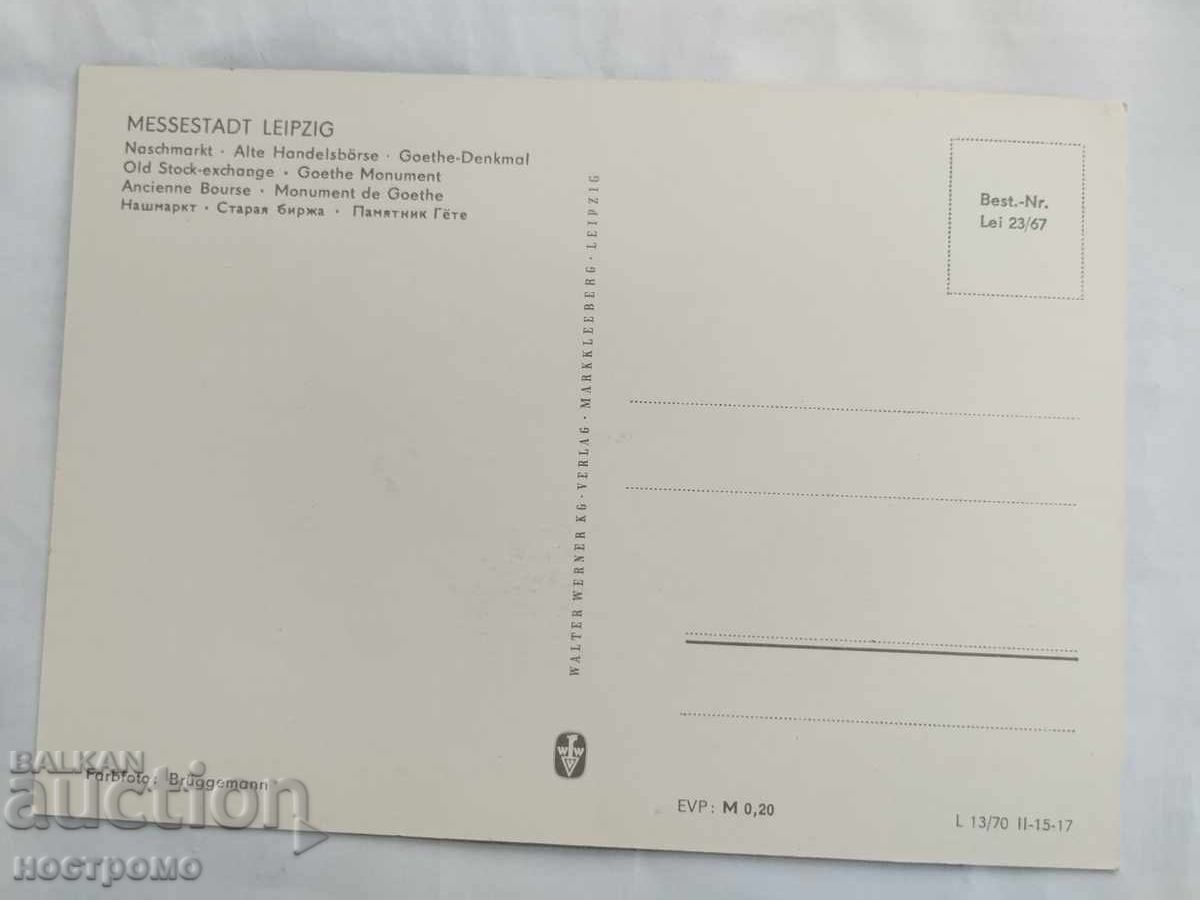 MESSESTADT LEIPZIG
Naschmarkt · Alte Handelsbörse · Goethe-Denkmal
Old Stock-exchange · Goethe Monument
Ancienne Bourse · Monument de Goethe
Нашмаркт · Старая биржа · Памятник Гёте
Best.-Nr.
Lei 23/67
WALTER WERNER KG · VERLAG · MARKKLEEBERG · LEIPZIG
Farbfoto: Brüggemann
WWV
EVP: M 0,20
L 13/70 II-15-17
BALKAN
auction
ностромо